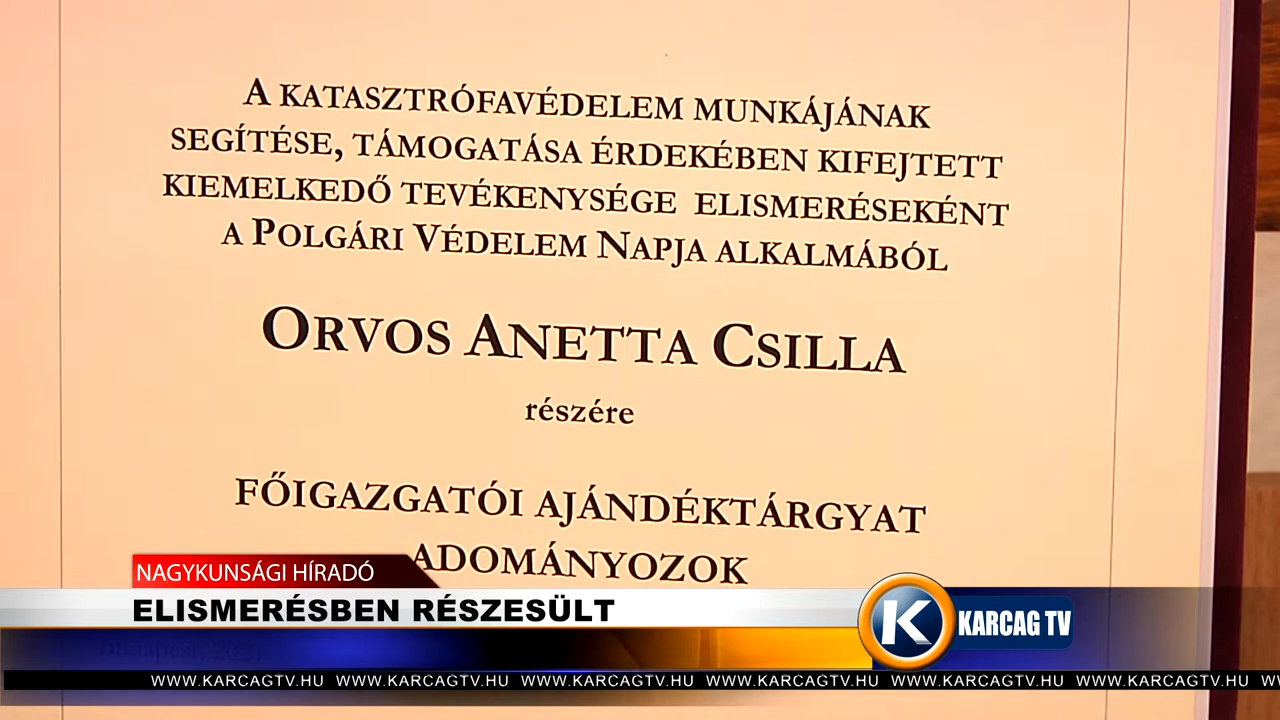 A KATASZTRÓFAVÉDELEM MUNKÁJÁNAK
SEGÍTÉSE, TÁMOGATÁSA ÉRDEKÉBEN KIFEJTETT
KIEMELKEDŐ TEVÉKENYSÉGE ELISMERÉSEKÉNT
A POLGÁRI VÉDELEM NAPJA ALKALMÁBÓL
ORVOS ANETTA CSILLA
részére
FŐIGAZGATÓI AJÁNDÉKTÁRGYAT
ADOMÁNYOZOK
NAGYKUNSÁGI HÍRADÓ
ELISMERÉSBEN RÉSZESÜLT
K KARCAG TV
Budapest,
WWW.KARCAGTV.HU WWW.KARCAGTV.HU WWW.KARCAGTV.HU WWW.KARCAGTV.HU WWW.KARCAGTV.HU WWW.KARCAGTV.HU